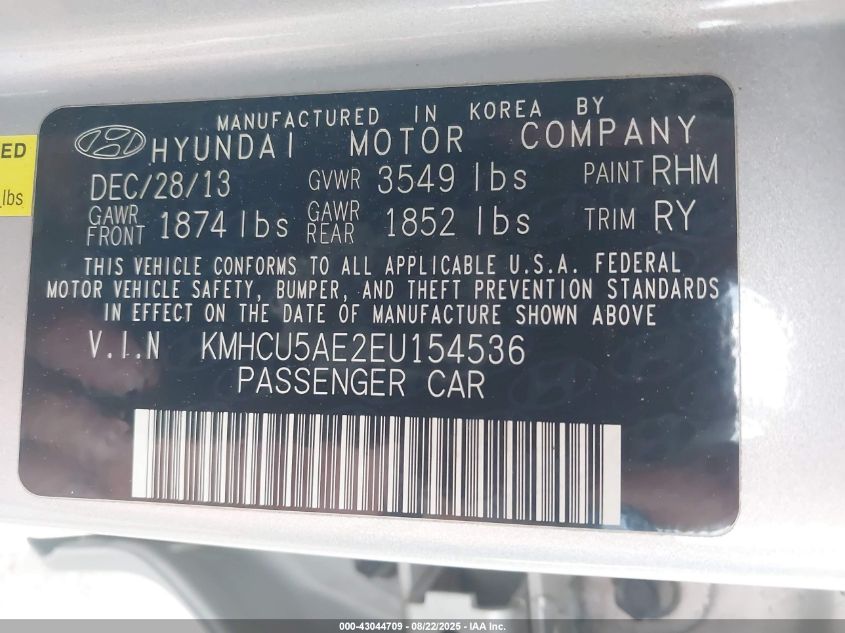 MANUFACTURED IN KOREA BY
HYUNDAI MOTOR COMPANY
DEC/28/13 GVWR 3549 lbs PAINT RHM
GAWR FRONT 1874 lbs GAWR REAR 1852 lbs TRIM RY
THIS VEHICLE CONFORMS TO ALL APPLICABLE U.S.A. FEDERAL
MOTOR VEHICLE SAFETY, BUMPER, AND THEFT PREVENTION STANDARDS
IN EFFECT ON THE DATE OF MANUFACTURE SHOWN ABOVE
V.I.N KMHCU5AE2EU154536
PASSENGER CAR
ED
lbs
000-43044709 - 08/22/2025 - IAA Inc.